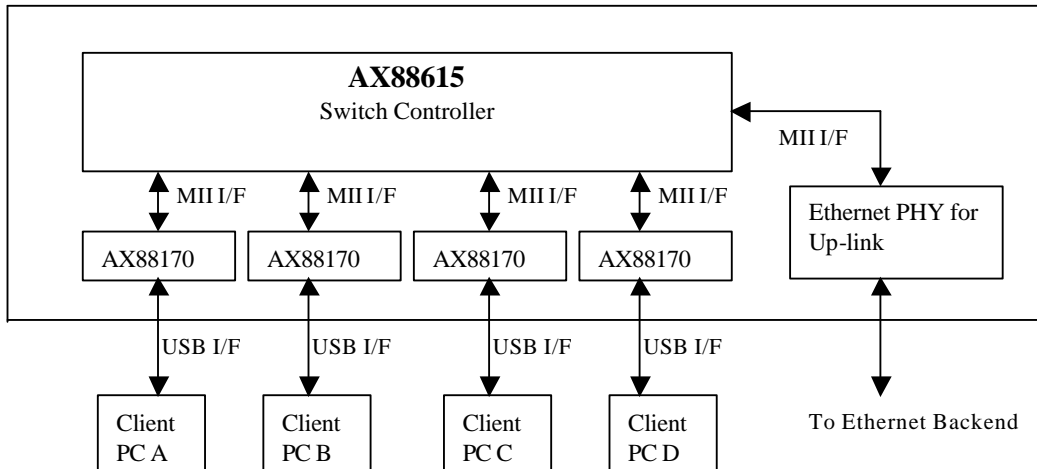 AX88615
Switch Controller
MII I/F
MII I/F MII I/F MII I/F MII I/F
Ethernet PHY for
Up-link
AX88170 AX88170 AX88170 AX88170
USB I/F USB I/F USB I/F USB I/F
Client
PC A
Client
PC B
Client
PC C
Client
PC D
To Ethernet Backend